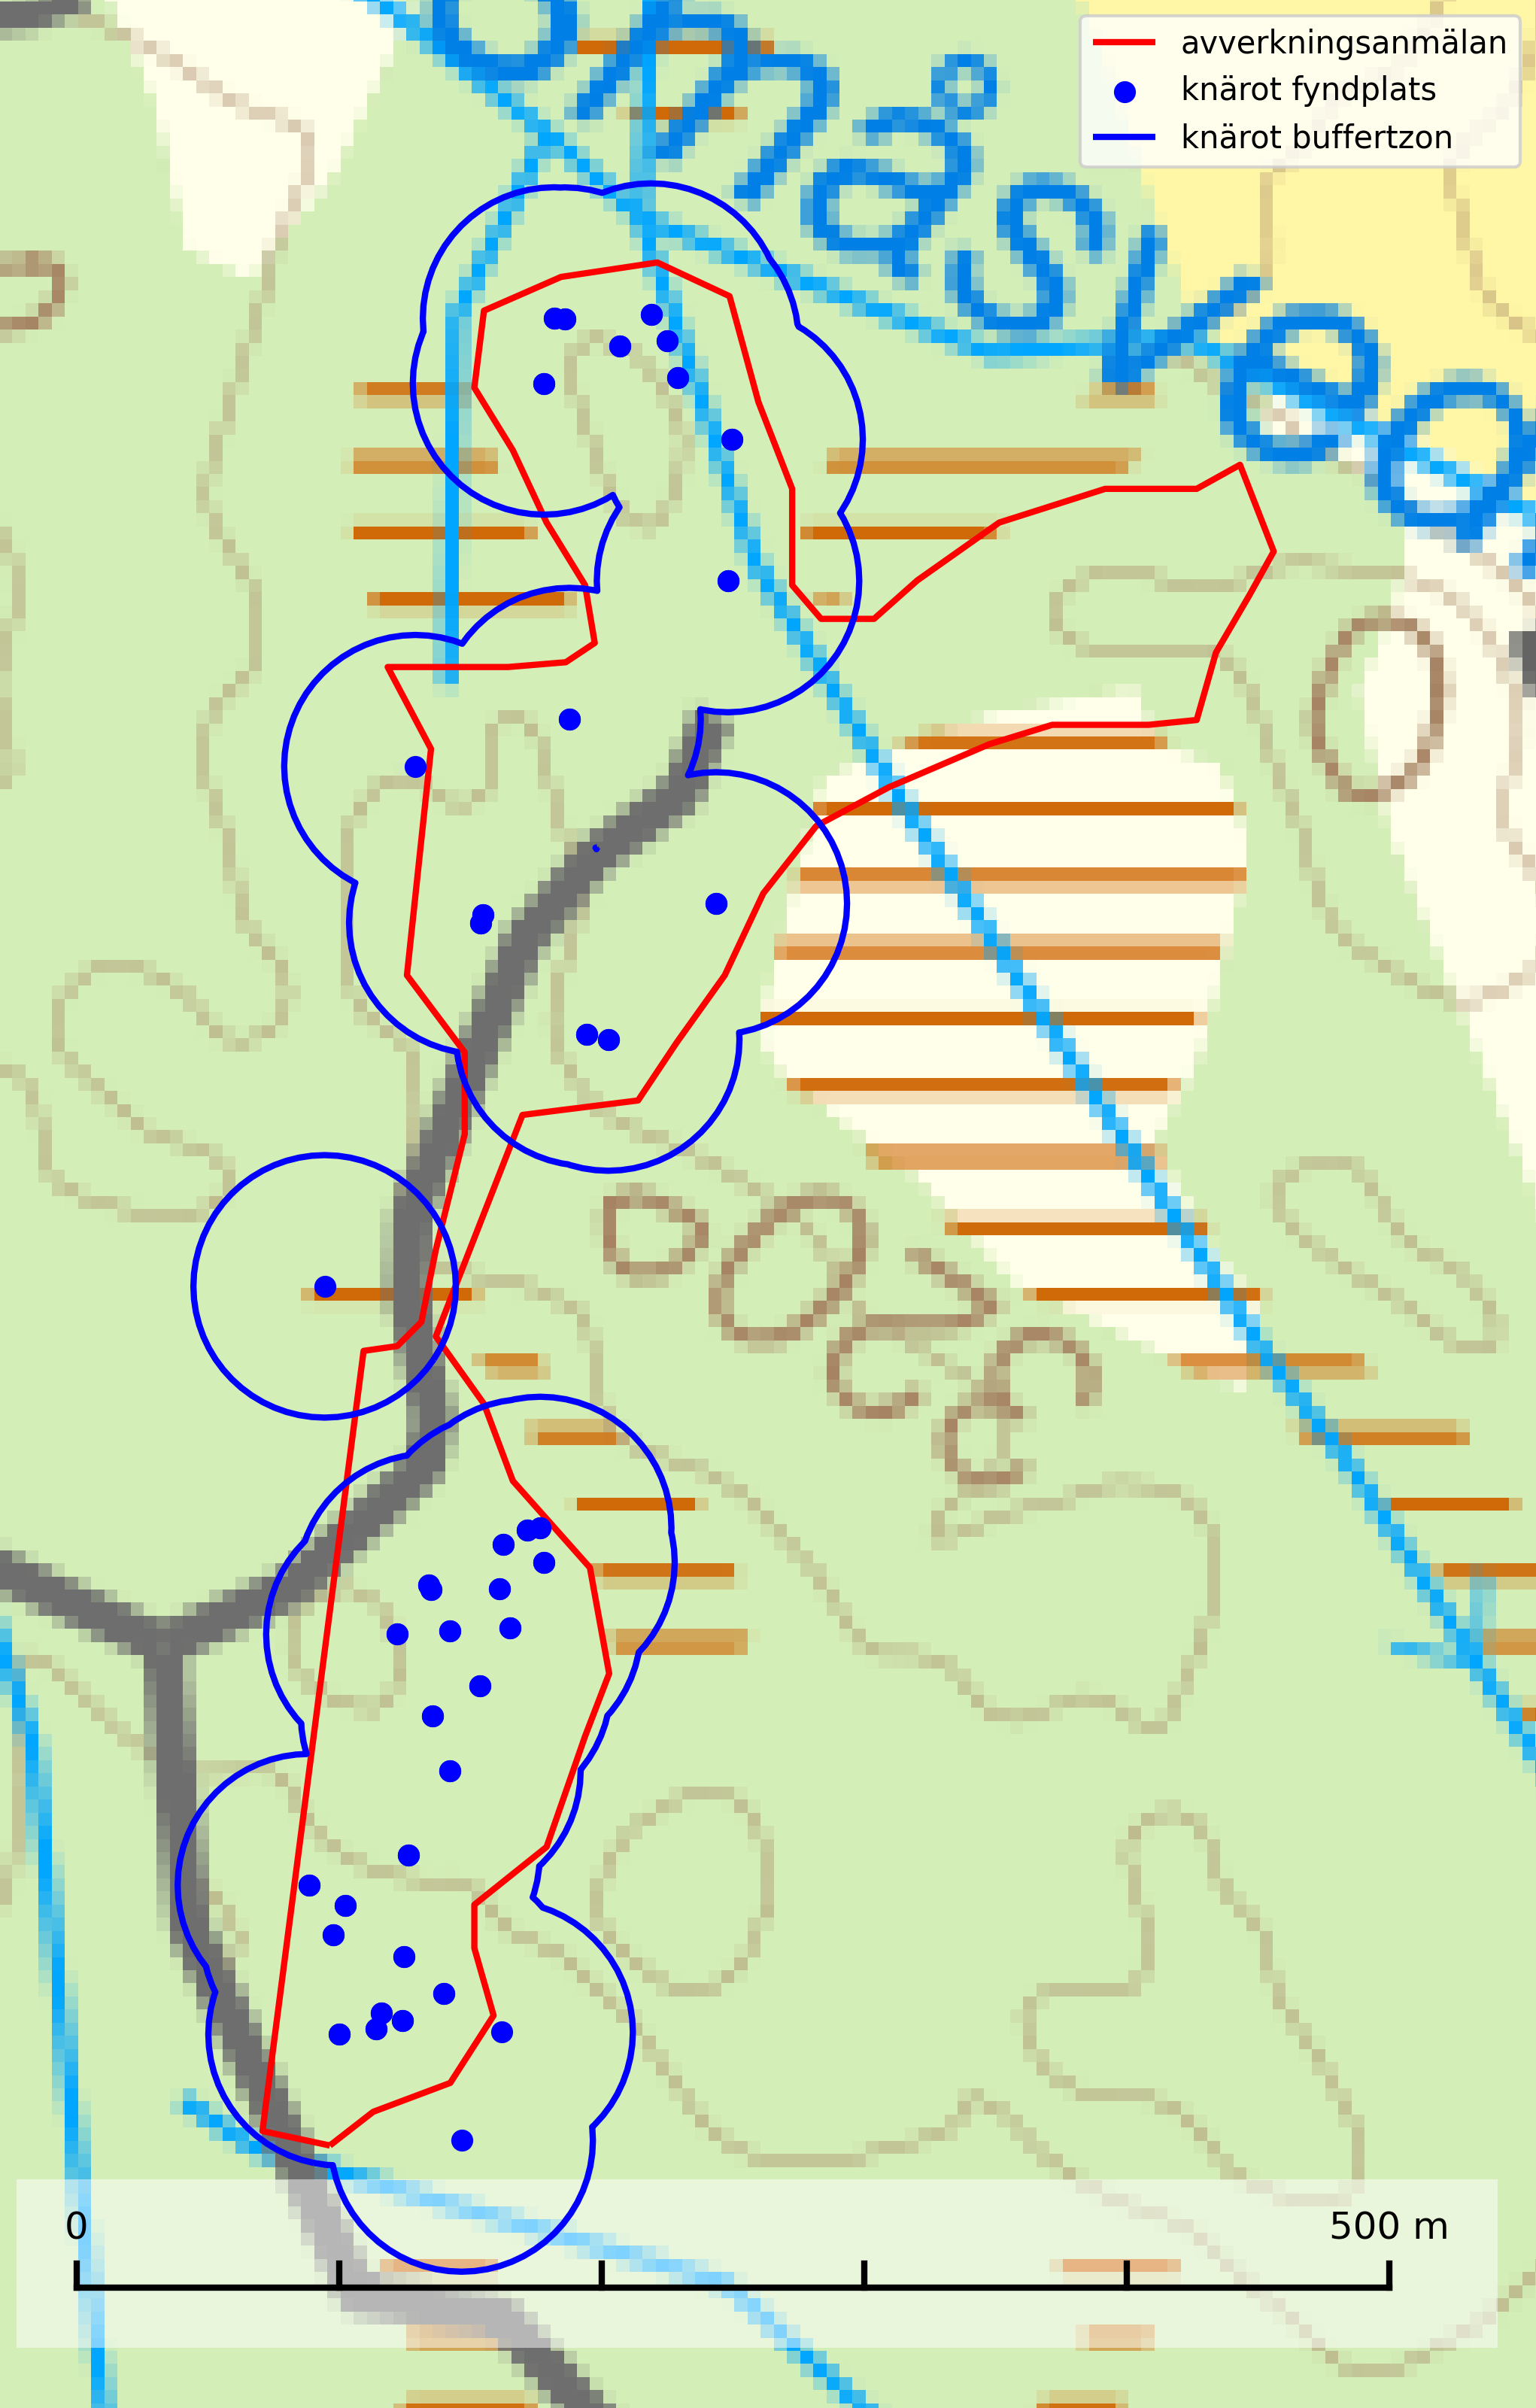 avverkningsanmälan
knärot fyndplats
knärot buffertzon
0
500 m